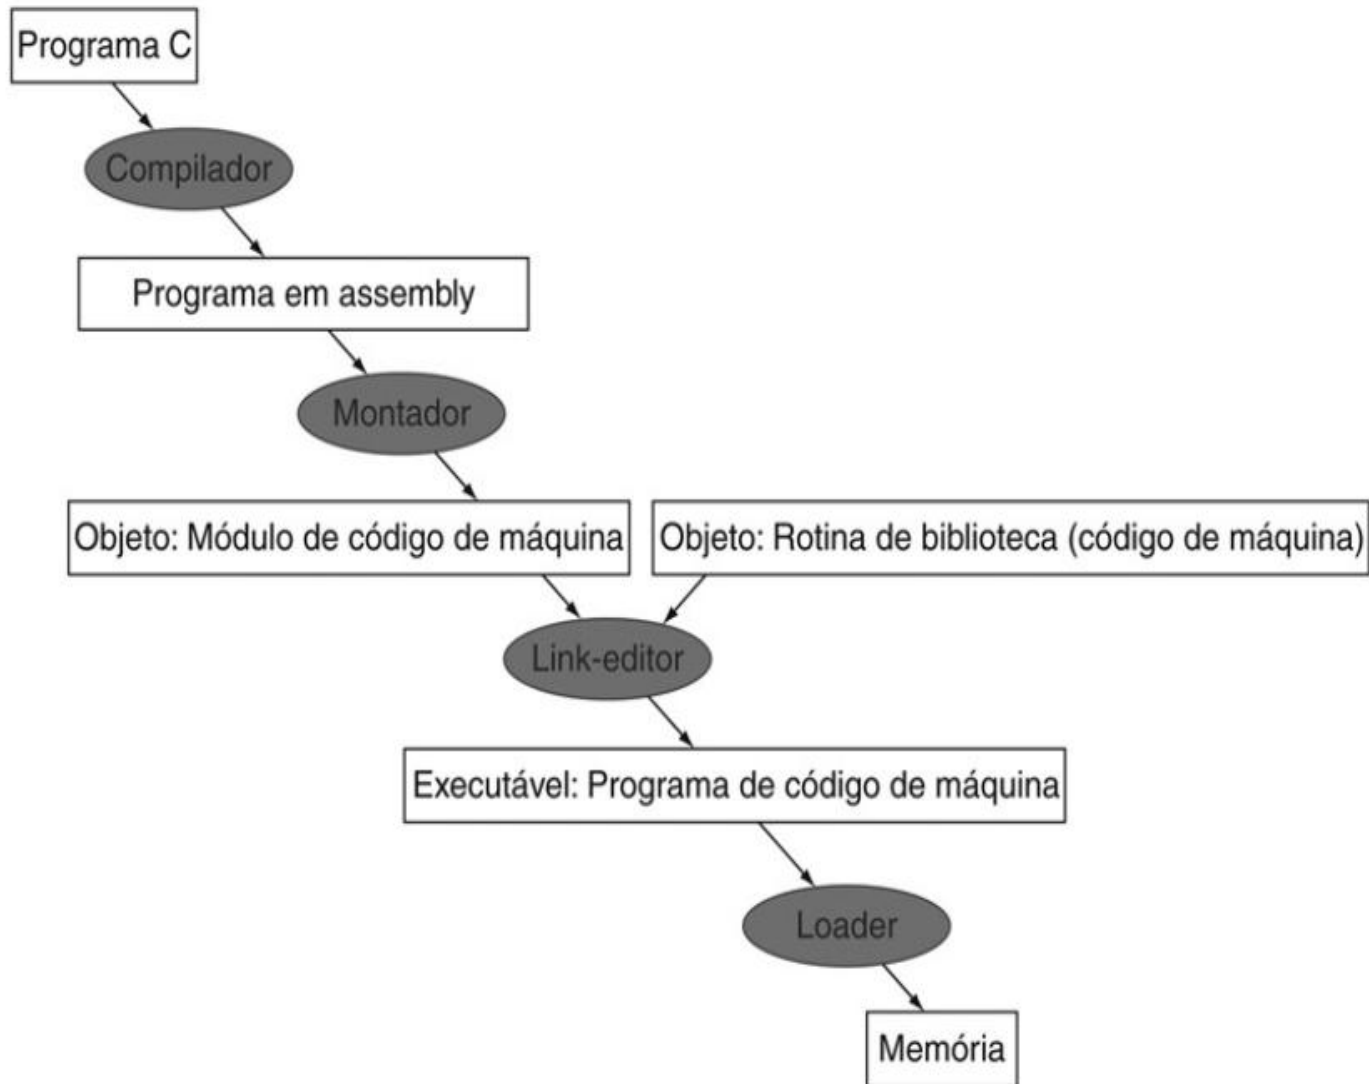 Programa C
Compilador
Programa em assembly
Montador
Objeto: Módulo de código de máquina
Objeto: Rotina de biblioteca (código de máquina)
Link-editor
Executável: Programa de código de máquina
Loader
Memória